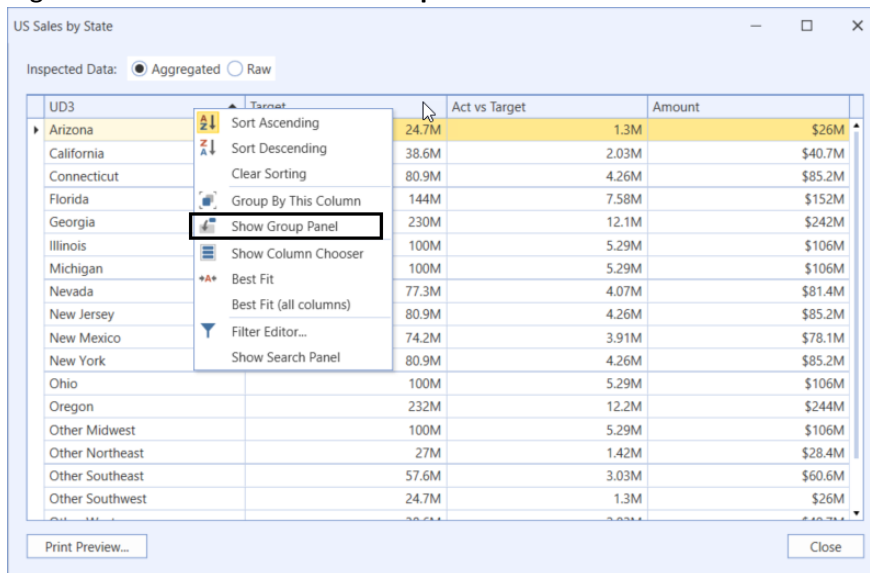 US Sales by State
Inspected Data: Aggregated Raw
UD3 Target Act vs Target Amount
Arizona 24.7M 1.3M $26M
California 38.6M 2.03M $40.7M
Connecticut 80.9M 4.26M $85.2M
Florida 144M 7.58M $152M
Georgia 230M 12.1M $242M
Illinois 100M 5.29M $106M
Michigan 100M 5.29M $106M
Nevada 77.3M 4.07M $81.4M
New Jersey 80.9M 4.26M $85.2M
New Mexico 74.2M 3.91M $78.1M
New York 80.9M 4.26M $85.2M
Ohio 100M 5.29M $106M
Oregon 232M 12.2M $244M
Other Midwest 100M 5.29M $106M
Other Northeast 27M 1.42M $28.4M
Other Southeast 57.6M 3.03M $60.6M
Other Southwest 24.7M 1.3M $26M
Sort Ascending
Sort Descending
Clear Sorting
Group By This Column
Show Group Panel
Show Column Chooser
Best Fit
Best Fit (all columns)
Filter Editor...
Show Search Panel
Print Preview... Close